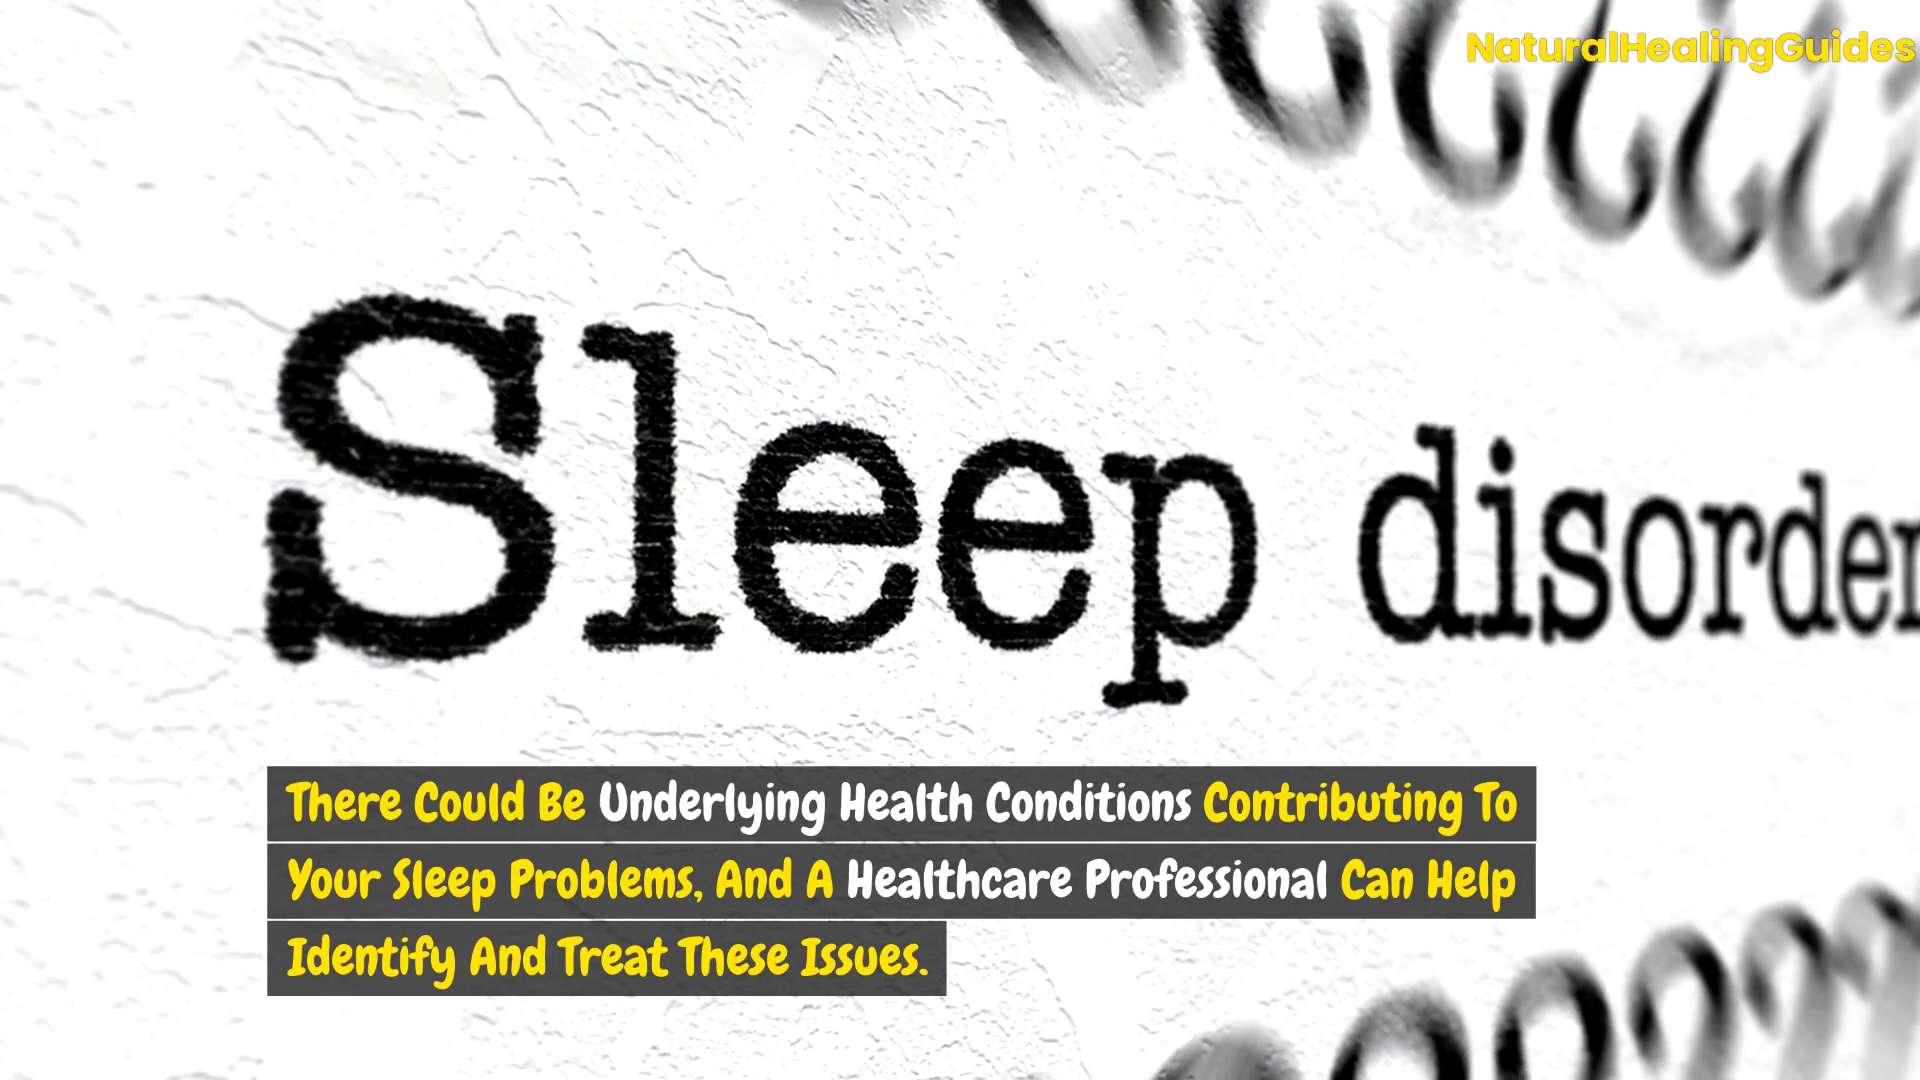 NaturalHealingGuides
Sleep disorder
There Could Be Underlying Health Conditions Contributing To
Your Sleep Problems, And A Healthcare Professional Can Help
Identify And Treat These Issues.